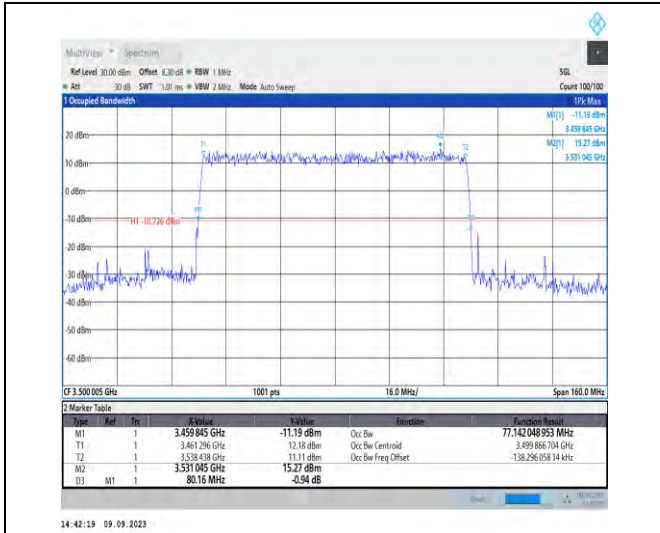 MultiView Spectrum
Ref Level 30.00 dBm Offset 8.30 dB RBW 1 MHz SGL
Att 30 dB SWT 1.01 ms VBW 2 MHz Mode Auto Sweep Count 100/100
1 Occupied Bandwidth 1Pk Max
M1[1] -11.19 dBm
3.459 845 GHz
M2[1] 15.27 dBm
3.531 045 GHz
20 dBm
T1
M2
T2
10 dBm
0 dBm
-10 dBm
H1 -10.726 dBm
-20 dBm
-30 dBm
-40 dBm
-50 dBm
-60 dBm
CF 3.500 005 GHz 1001 pts 16.0 MHz/ Span 160.0 MHz
2 Marker Table
Type Ref Trc X-Value Y-Value Function Function Result
M1 1 3.459 845 GHz -11.19 dBm Occ Bw 77.142 048 953 MHz
T1 1 3.461 296 GHz 12.18 dBm Occ Bw Centroid 3.499 866 704 GHz
T2 1 3.538 438 GHz 11.11 dBm Occ Bw Freq Offset -138.296 058 14 kHz
M2 1 3.531 045 GHz 15.27 dBm
D3 M1 1 80.16 MHz -0.94 dB
14:42:19 09.09.2023